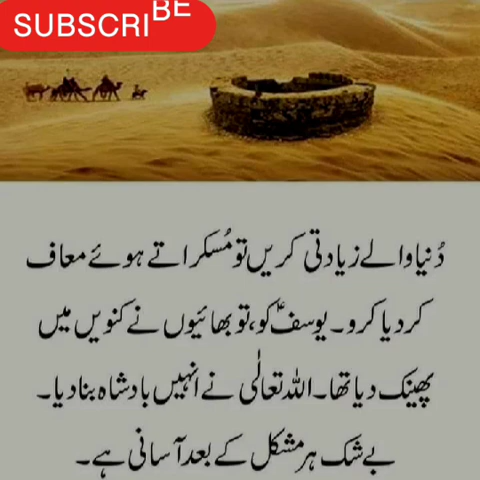 SUBSCRIBE
دُنیا والے زیادتی کریں تو مُسکراتے ہوئے معاف
کر دیا کرو۔ یوسفؑ کو، تو بھائیوں نے کنویں میں
پھینک دیا تھا۔ اللہ تعالٰی نے انہیں بادشاہ بنا دیا۔
بے شک ہر مشکل کے بعد آسانی ہے۔